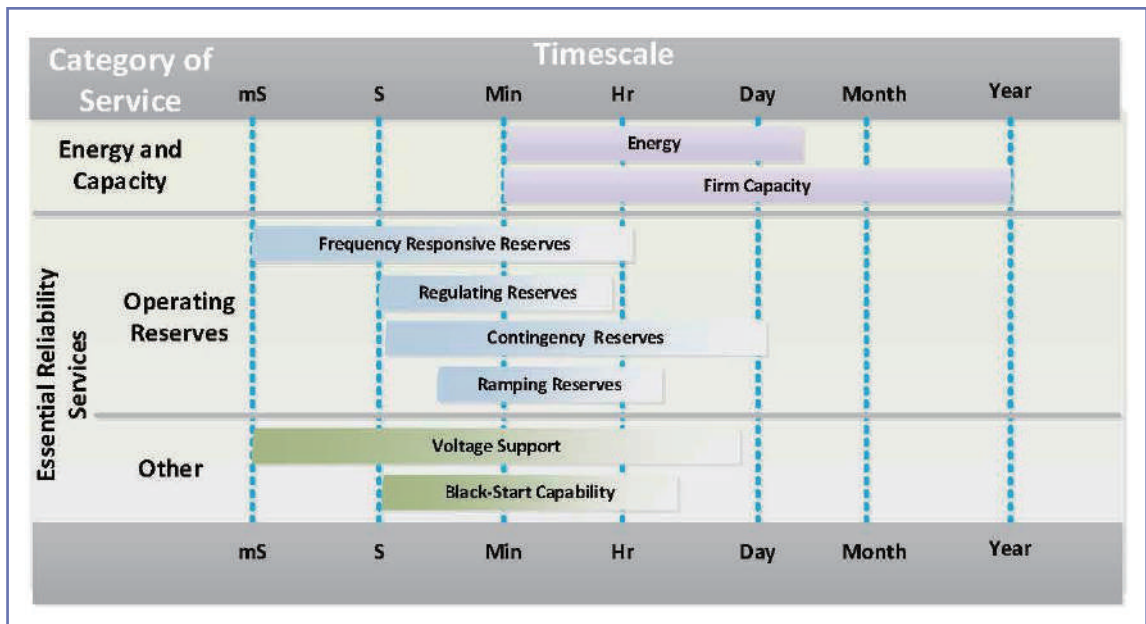 Category of
Service
Timescale
mS S Min Hr Day Month Year
Energy and
Capacity
Energy
Firm Capacity
Essential Reliability
Services
Operating
Reserves
Frequency Responsive Reserves
Regulating Reserves
Contingency Reserves
Ramping Reserves
Other
Voltage Support
Black-Start Capability
mS S Min Hr Day Month Year